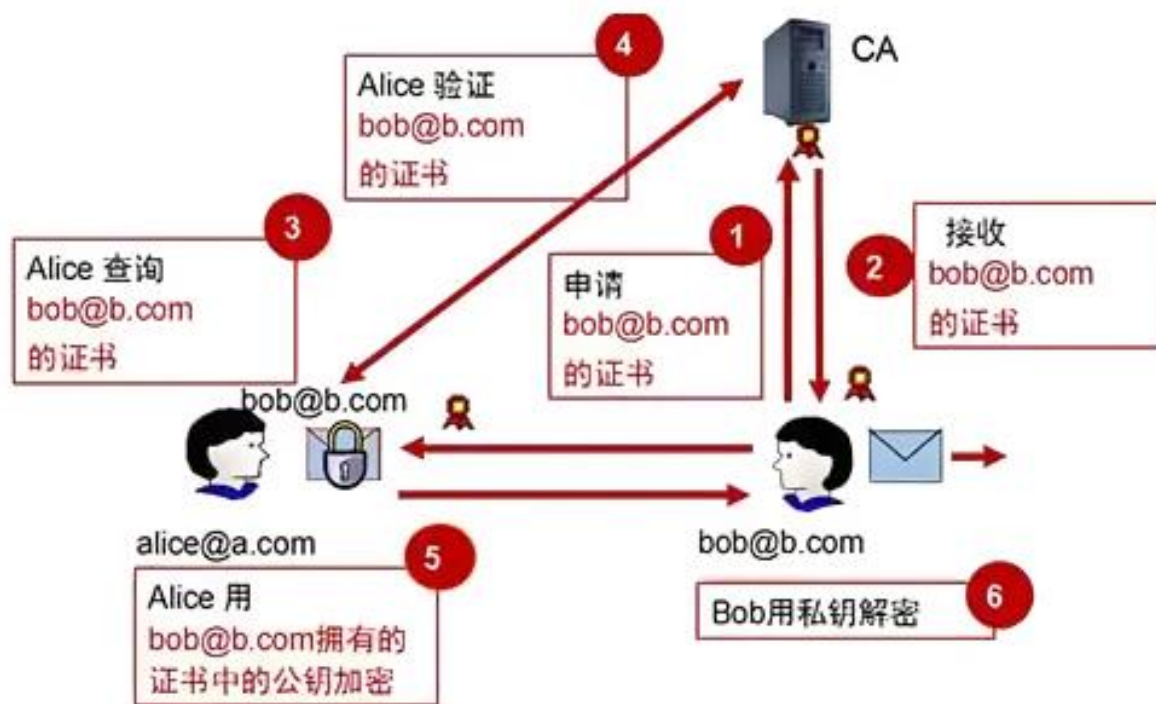 4
CA
Alice 验证
bob@b.com
的证书
3
Alice 查询
bob@b.com
的证书
1
申请
bob@b.com
的证书
2
接收
bob@b.com
的证书
bob@b.com
alice@a.com
bob@b.com
5
Alice 用
bob@b.com拥有的
证书中的公钥加密
6
Bob用私钥解密